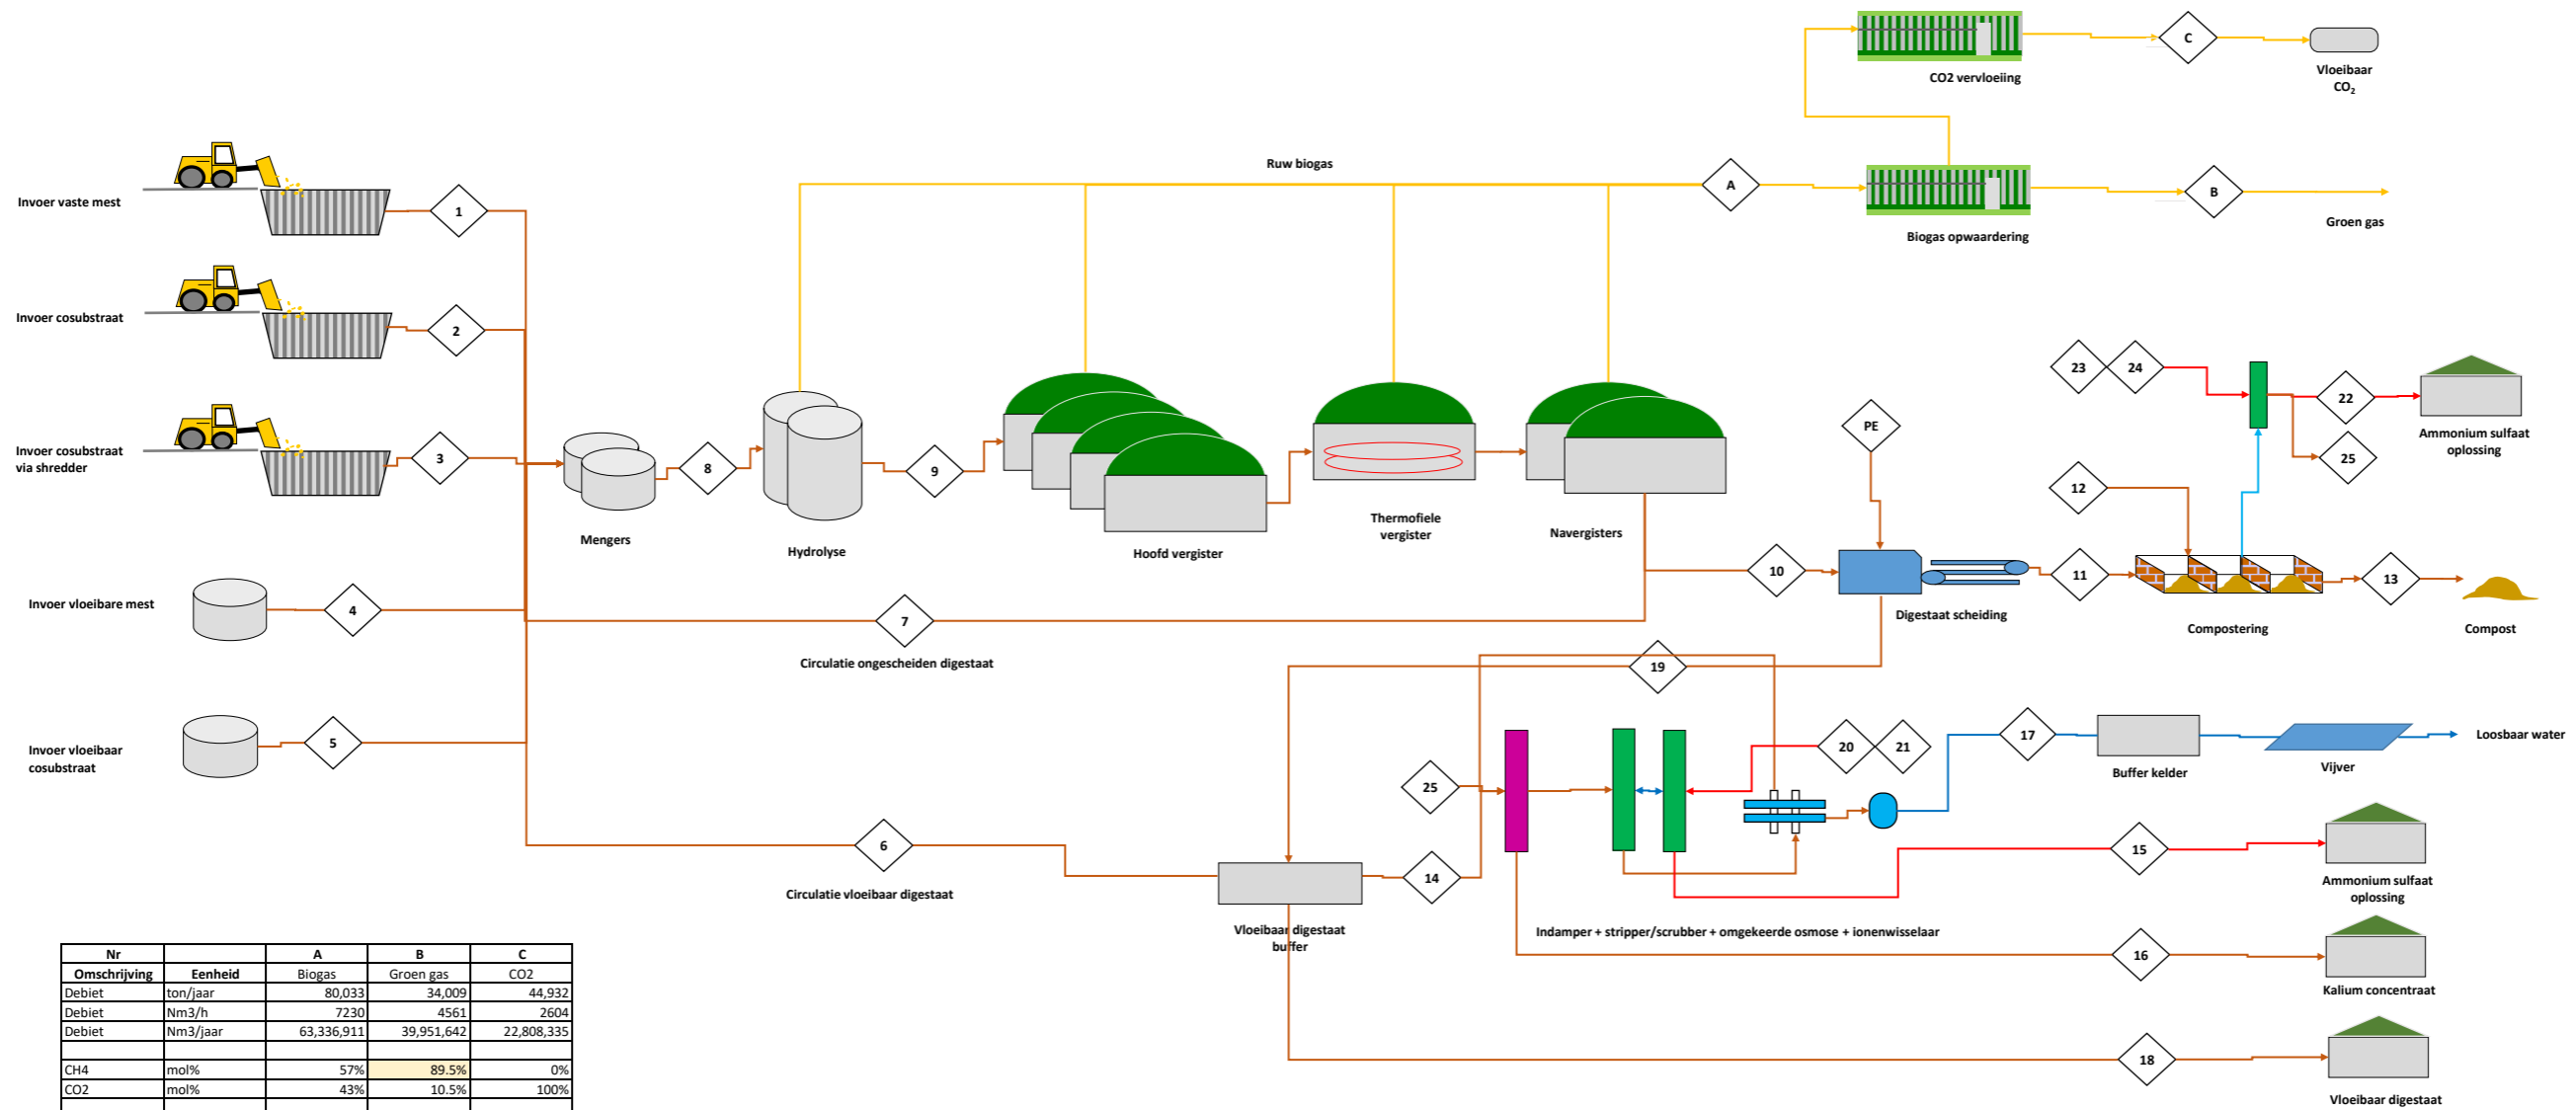 C
CO2 vervloeiing
Vloeibaar
CO2
Ruw biogas
A
B
Biogas opwaardering
Groen gas
Invoer vaste mest
1
Invoer cosubstraat
2
Invoer cosubstraat
via shredder
3
Mengers
8
Hydrolyse
9
Hoofd vergister
Thermofiele
vergister
Navergisters
PE
23
24
22
25
Ammonium sulfaat
oplossing
12
10
Digestaat scheiding
11
Compostering
13
Compost
Invoer vloeibare mest
4
7
Circulatie ongescheiden digestaat
19
Invoer vloeibaar
cosubstraat
5
25
20
21
17
Buffer kelder
Vijver
Loosbaar water
6
Circulatie vloeibaar digestaat
14
Vloeibaar digestaat
buffer
15
Ammonium sulfaat
oplossing
Indamper + stripper/scrubber + omgekeerde osmose + ionenwisselaar
16
Kalium concentraat
18
Vloeibaar digestaat
Nr A B C
Omschrijving Eenheid Biogas Groen gas CO2
Debiet ton/jaar 80,033 34,009 44,932
Debiet Nm3/h 7230 4561 2604
Debiet Nm3/jaar 63,336,911 39,951,642 22,808,335
CH4 mol% 57% 89.5% 0%
CO2 mol% 43% 10.5% 100%